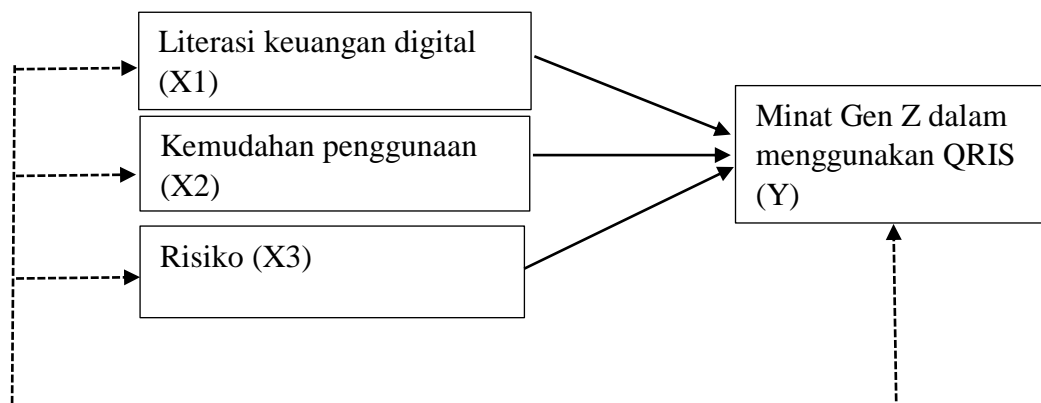 Literasi keuangan digital
(X1)
Kemudahan penggunaan
(X2)
Risiko (X3)
Minat Gen Z dalam
menggunakan QRIS
(Y)